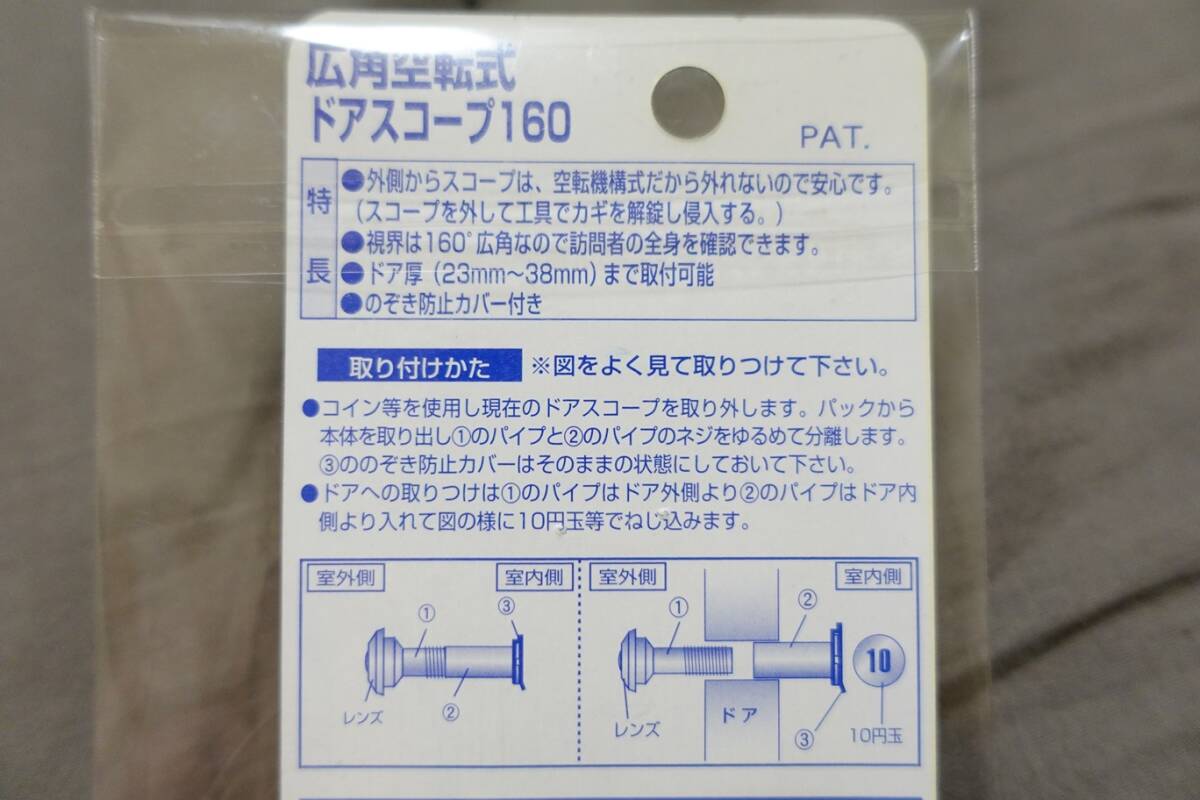 広角空転式
ドアスコープ160
PAT.
特長
●外側からスコープは、空転機構式だから外れないので安心です。
(スコープを外して工具でカギを解錠し侵入する。)
●視界は160°広角なので訪問者の全身を確認できます。
●ドア厚(23mm～38mm)まで取付可能
●のぞき防止カバー付き
取り付けかた ※図をよく見て取りつけて下さい。
●コイン等を使用し現在のドアスコープを取り外します。パックから
本体を取り出し①のパイプと②のパイプのネジをゆるめて分離します。
③ののぞき防止カバーはそのままの状態にしておいて下さい。
●ドアへの取りつけは①のパイプはドア外側より②のパイプはドア内
側より入れて図の様に10円玉等でねじ込みます。
室外側 室内側
① ③
②
レンズ
室外側 室内側
① ②
10
ドア
レンズ ③ 10円玉